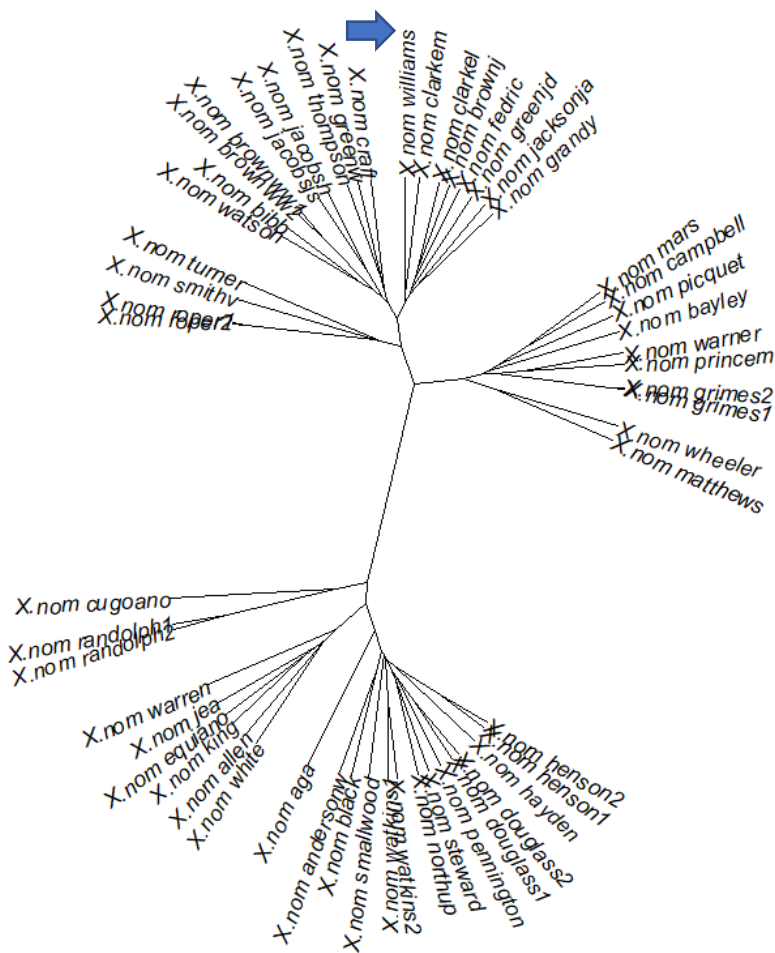 X.nom williams
X.nom clarkem
X.nom clarkel
X.nom brownj
X.nom fedric
X.nom greenjd
X.nom jacksonja
X.nom grandy
X.nom mars
X.nom campbell
X.nom picquet
X.nom bayley
X.nom warner
X.nom princem
X.nom grimes2
X.nom grimes1
X.nom wheeler
X.nom matthews
X.nom henson2
X.nom henson1
X.nom hayden
X.nom douglass2
X.nom douglass1
X.nom pennington
X.nom steward
X.nom northup
X.nom watkins2
X.nom smallwood
X.nom black
X.nom andersonw
X.nom aga
X.nom white
X.nom allen
X.nom king
X.nom equiano
X.nom jea
X.nom warren
X.nom randolph2
X.nom randolph1
X.nom cugoano
X.nom roper2
X.nom roper1
X.nom smithv
X.nom turner
X.nom watson
X.nom bibb
X.nom brownww2
X.nom jacobsjs
X.nom jacobsh
X.nom thompson
X.nom greenw
X.nom craft